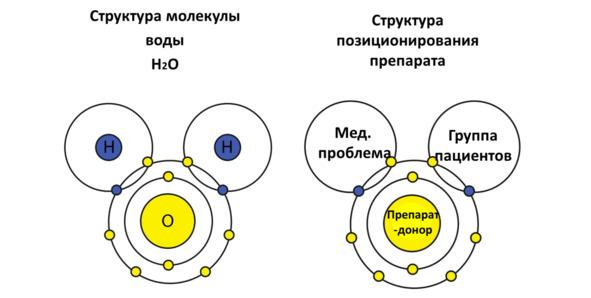 Структура молекулы
воды
H2O
Структура
позиционирования
препарата
H
H
O
Мед.
проблема
Группа
пациентов
Препарат
-донор